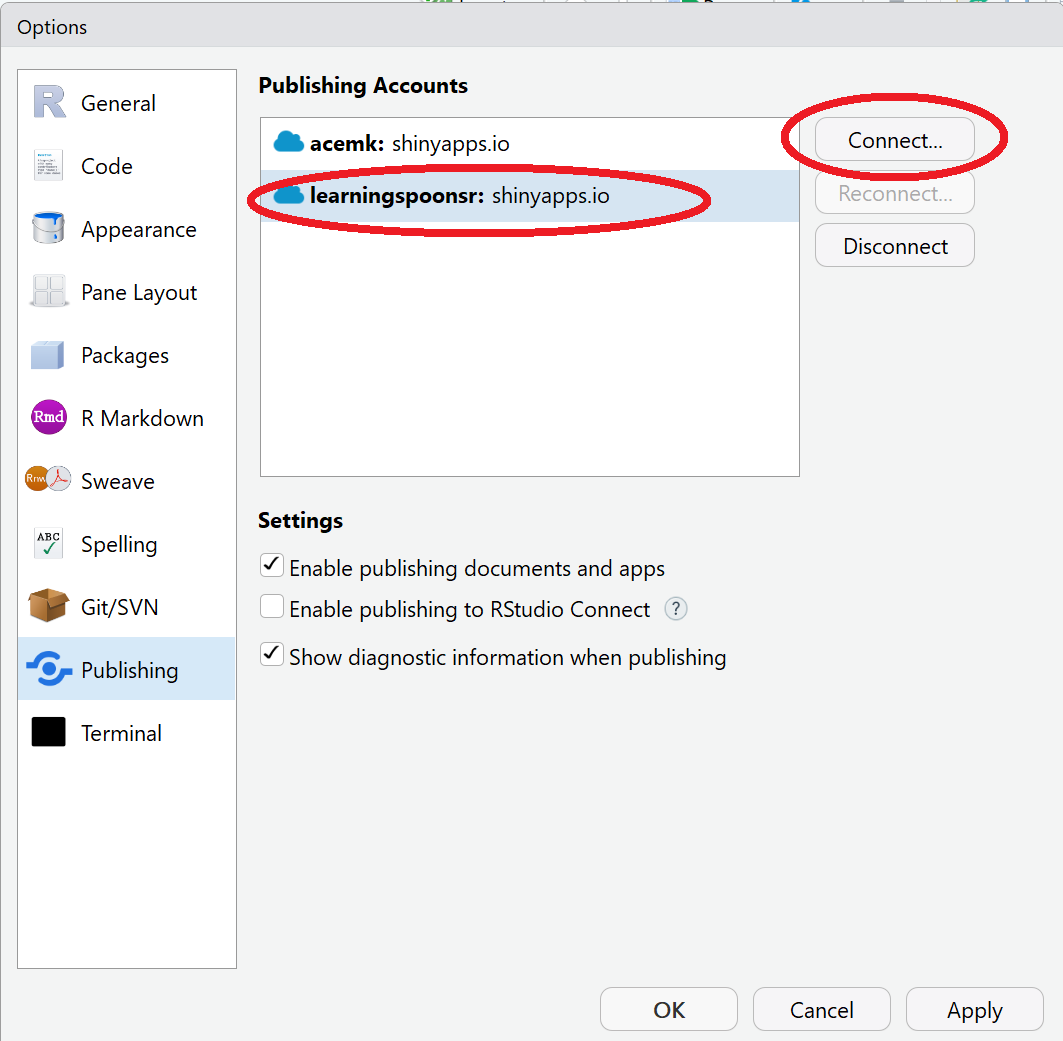 Options
General
Code
Appearance
Pane Layout
Packages
Rmd R Markdown
Rnw Sweave
ABC Spelling
Git/SVN
Publishing
Terminal
Publishing Accounts
acemk: shinyapps.io
learningspoonsr: shinyapps.io
Connect...
Reconnect...
Disconnect
Settings
Enable publishing documents and apps
Enable publishing to RStudio Connect ?
Show diagnostic information when publishing
OK
Cancel
Apply